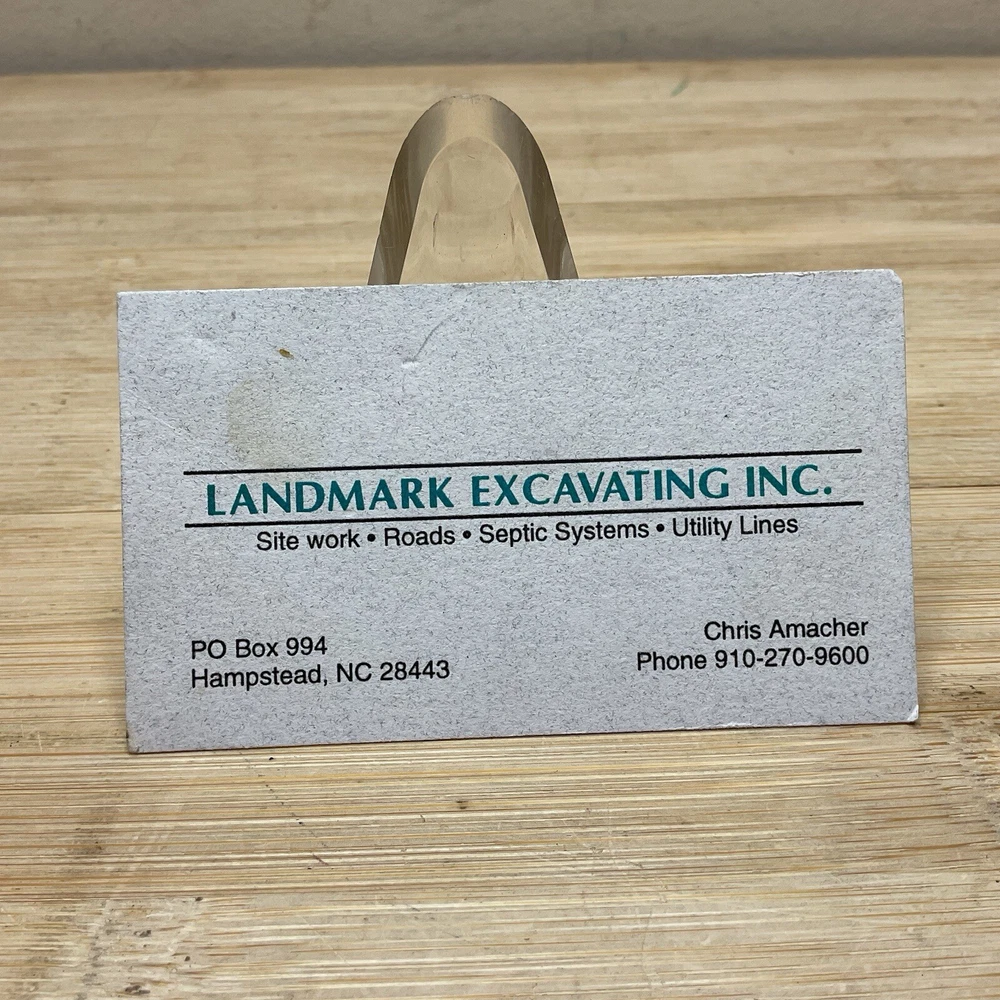 LANDMARK EXCAVATING INC.
Site work • Roads • Septic Systems • Utility Lines
PO Box 994
Hampstead, NC 28443
Chris Amacher
Phone 910-270-9600